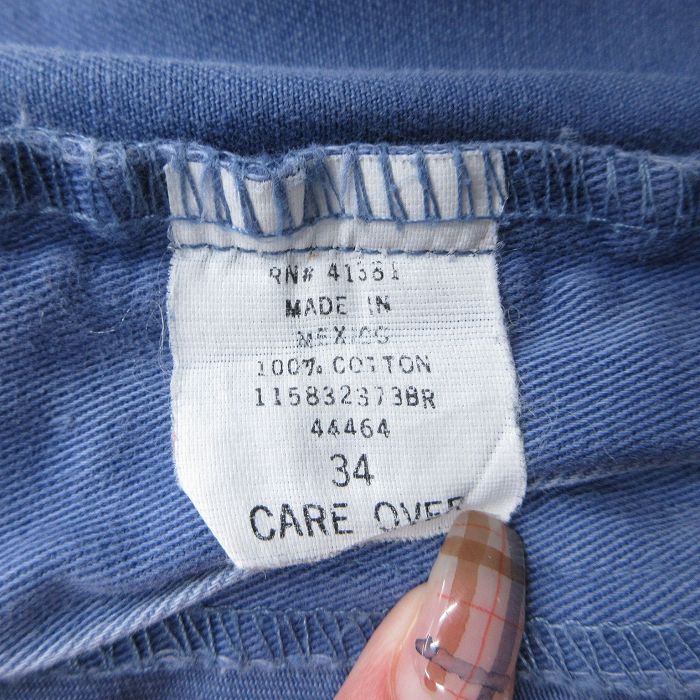 RN# 41381
MADE IN
MEXICO
100% COTTON
115832373BR
44464
34
CARE OVER